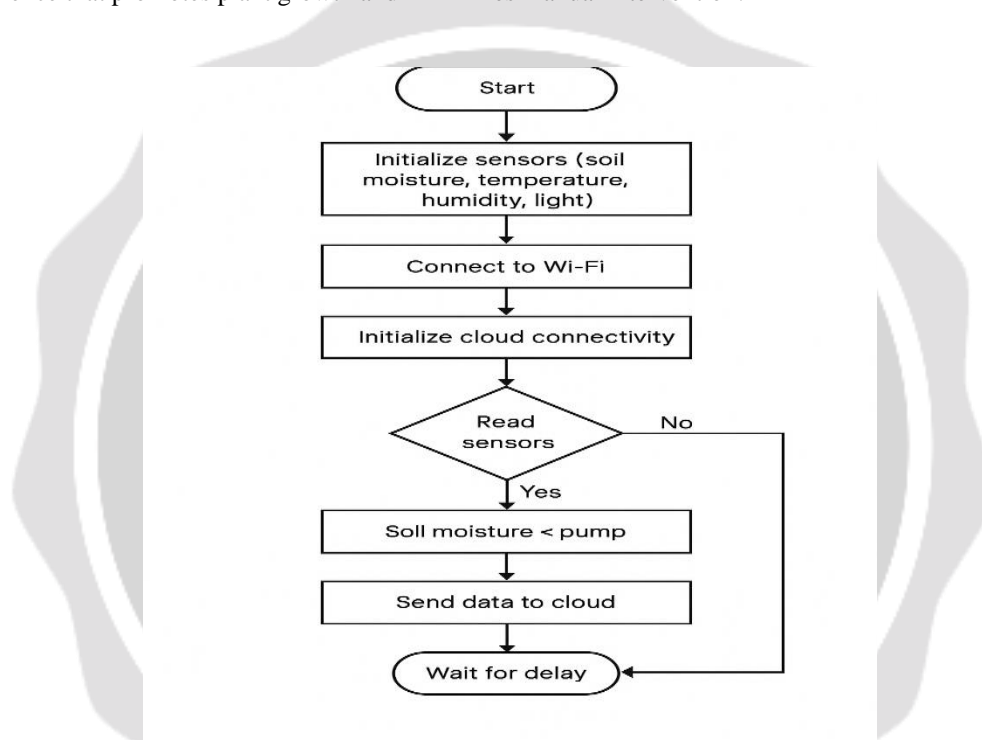 Start
Initialize sensors (soil
moisture, temperature,
humidity, light)
Connect to Wi-Fi
Initialize cloud connectivity
Read
sensors
No
Yes
Soll moisture < pump
Send data to cloud
Wait for delay